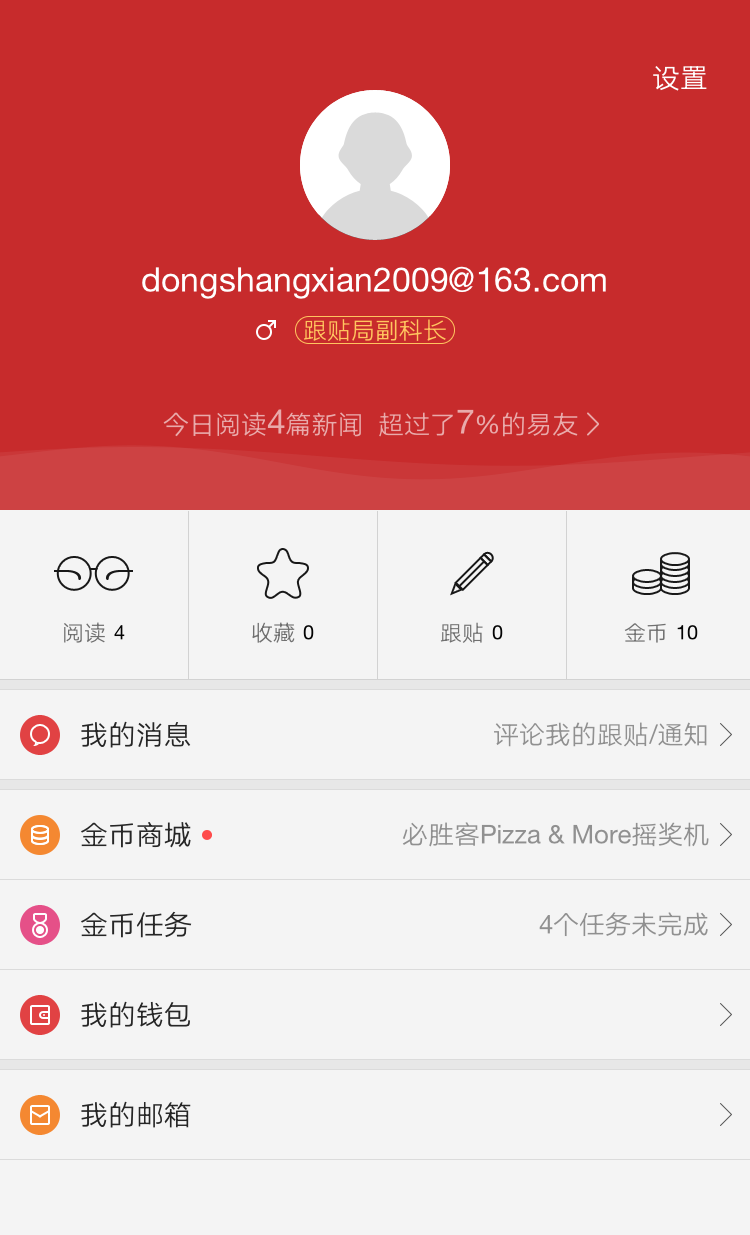 设置
dongshangxian2009@163.com
跟贴局副科长
今日阅读4篇新闻 超过了7%的易友
阅读 4
收藏 0
跟贴 0
金币 10
我的消息 评论我的跟贴/通知
金币商城 必胜客Pizza & More摇奖机
金币任务 4个任务未完成
我的钱包
我的邮箱